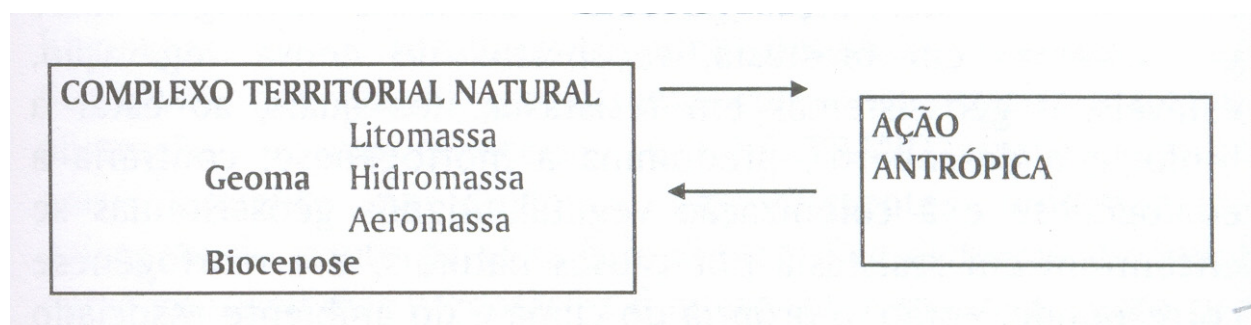 COMPLEXO TERRITORIAL NATURAL
Litomassa
Geoma Hidromassa
Aeromassa
Biocenose
AÇÃO
ANTRÓPICA